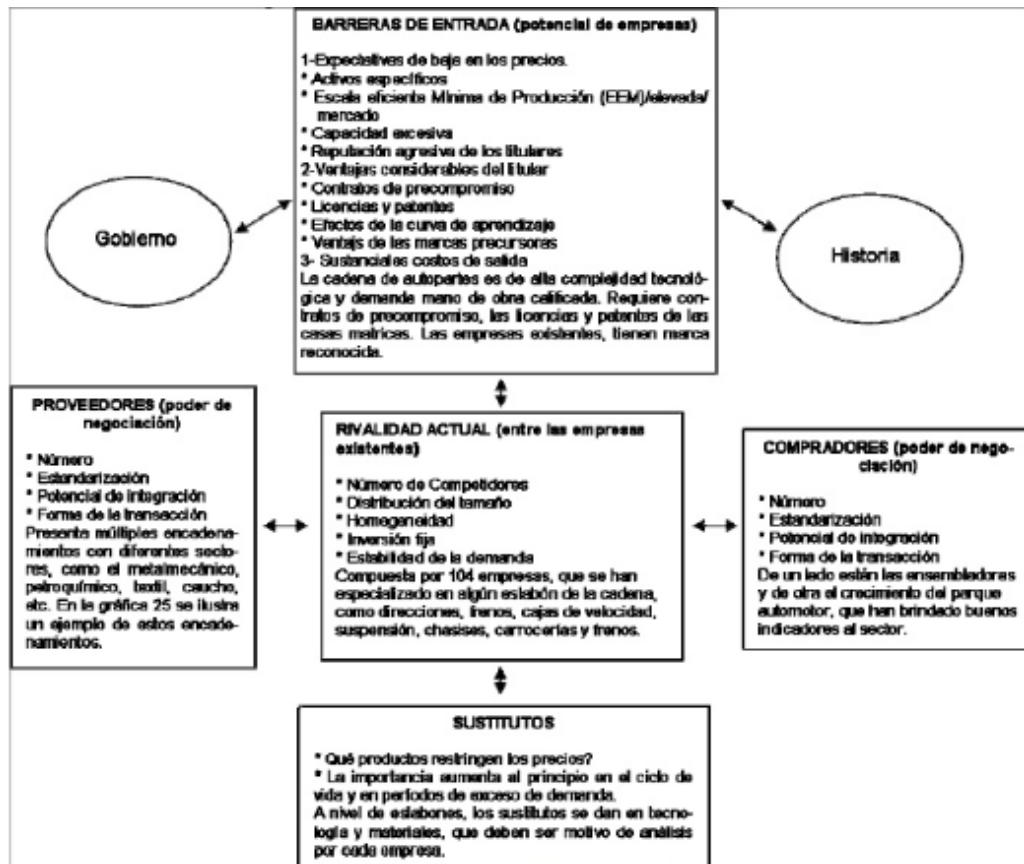 BARRERAS DE ENTRADA (potencial de empresas)
1-Expectativas de baja en los precios.
* Activos específicos
* Escala eficiente Mínima de Producción (EEM)/elevada/
mercado
* Capacidad excesiva
* Reputación agresiva de los titulares
2-Ventajas considerables del titular
* Contratos de precompromiso
* Licencias y patentes
* Efectos de la curva de aprendizaje
* Ventajs de las marcas precursoras
3- Sustanciales costos de salida
La cadena de autopartes es de alta complejidad tecnoló-
gica y demanda mano de obra calificada. Requiere con-
tratos de precompromiso, las licencias y patentes de las
casas matrices. Las empresas existentes, tienen marca
reconocida.
Gobierno
Historia
PROVEEDORES (poder de
negociación)
* Número
* Estandarización
* Potencial de integración
* Forma de la transacción
Presenta múltiples encadena-
mientos con diferentes secto-
res, como el metalmecánico,
petroquímico, textil, caucho,
etc. En la gráfica 25 se ilustra
un ejemplo de estos encade-
namientos.
RIVALIDAD ACTUAL (entre las empresas
existentes)
* Número de Competidores
* Distribución del tamaño
* Homogeneidad
* Inversión fija
* Estabilidad de la demanda
Compuesta por 104 empresas, que se han
especializado en algún eslabón de la cadena,
como direcciones, frenos, cajas de velocidad,
suspensión, chasises, carrocerías y frenos.
COMPRADORES (poder de nego-
ciación)
* Número
* Estandarización
* Potencial de integración
* Forma de la transacción
De un lado están las ensambladoras
y de otra el crecimiento del parque
automotor, que han brindado buenos
indicadores al sector.
SUSTITUTOS
* Qué productos restringen los precios?
* La importancia aumenta al principio en el ciclo de
vida y en períodos de exceso de demanda.
A nivel de eslabones, los sustitutos se dan en tecno-
logía y materiales, que deben ser motivo de análisis
por cada empresa.